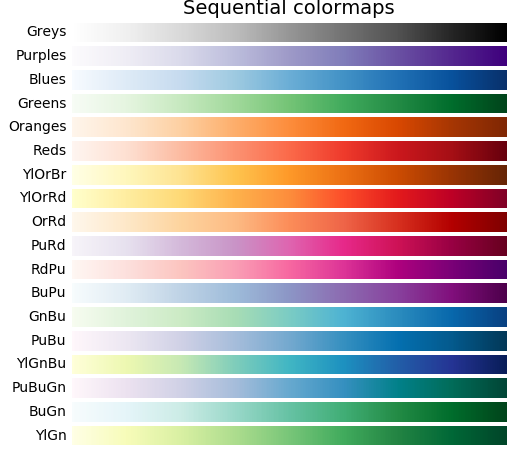 Sequential colormaps
Greys
Purples
Blues
Greens
Oranges
Reds
YlOrBr
YlOrRd
OrRd
PuRd
RdPu
BuPu
GnBu
PuBu
YlGnBu
PuBuGn
BuGn
YlGn